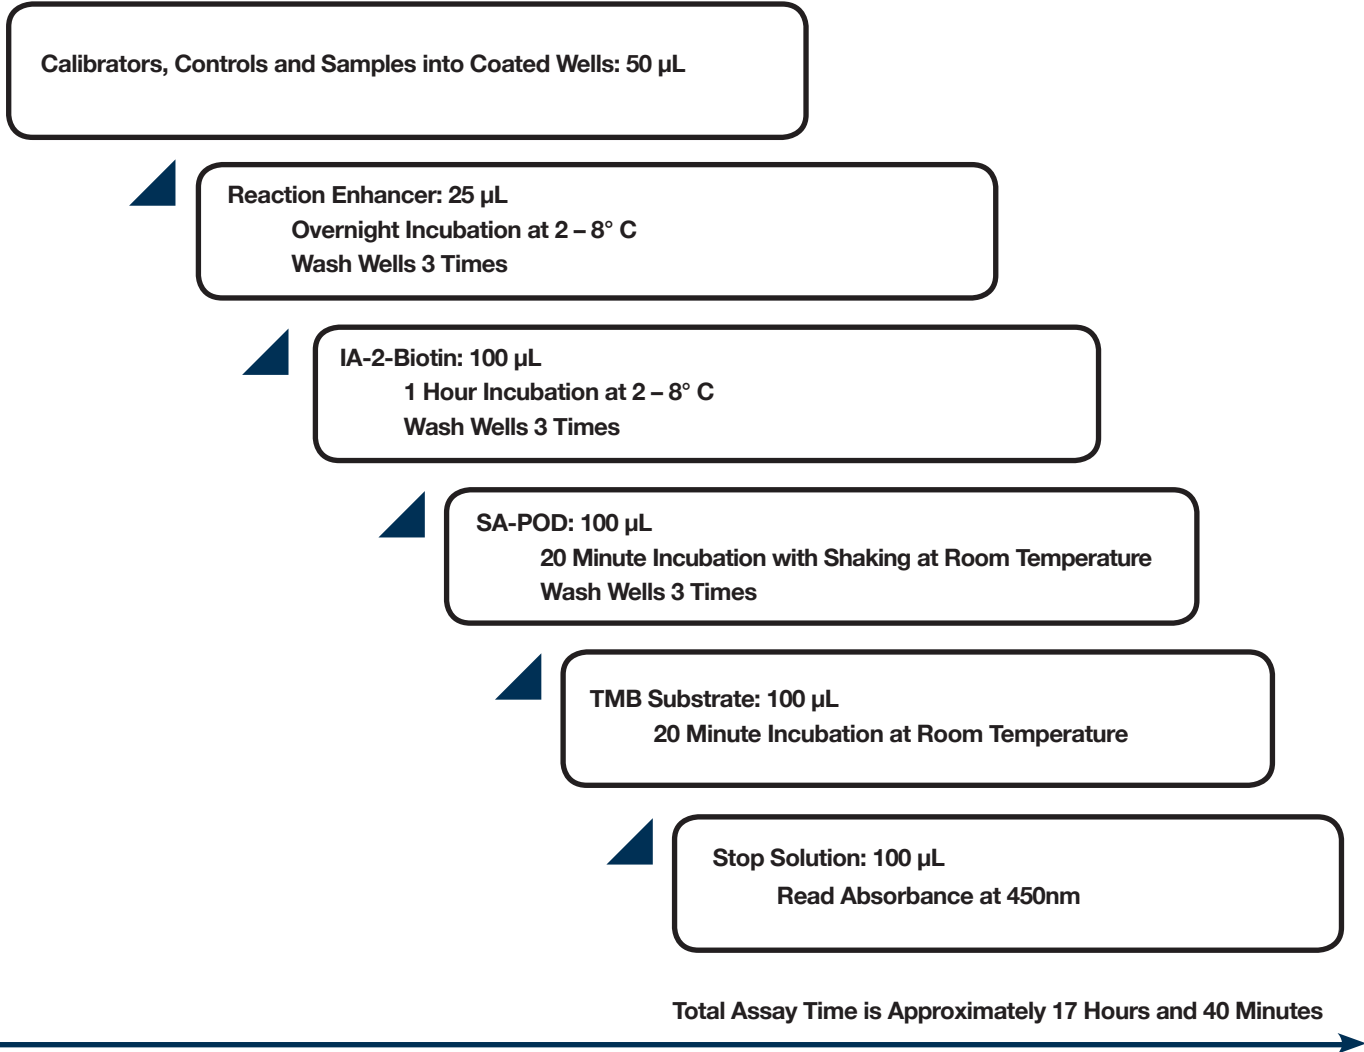 Calibrators, Controls and Samples into Coated Wells: 50 µL
Reaction Enhancer: 25 µL
Overnight Incubation at 2 – 8° C
Wash Wells 3 Times
IA-2-Biotin: 100 µL
1 Hour Incubation at 2 – 8° C
Wash Wells 3 Times
SA-POD: 100 µL
20 Minute Incubation with Shaking at Room Temperature
Wash Wells 3 Times
TMB Substrate: 100 µL
20 Minute Incubation at Room Temperature
Stop Solution: 100 µL
Read Absorbance at 450nm
Total Assay Time is Approximately 17 Hours and 40 Minutes